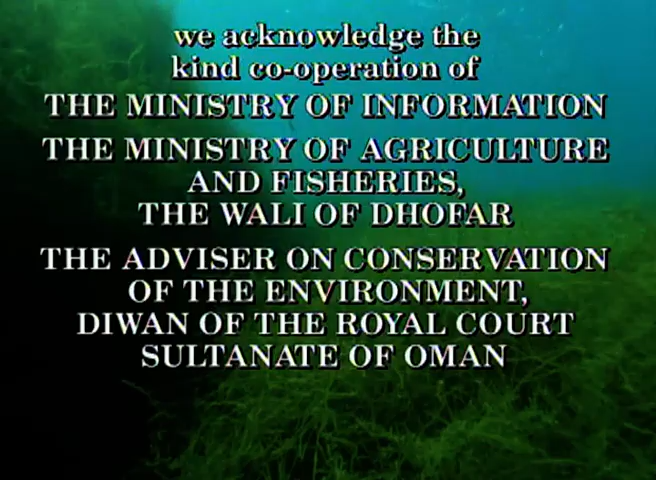 we acknowledge the
kind co-operation of
THE MINISTRY OF INFORMATION
THE MINISTRY OF AGRICULTURE
AND FISHERIES,
THE WALI OF DHOFAR
THE ADVISER ON CONSERVATION
OF THE ENVIRONMENT,
DIWAN OF THE ROYAL COURT
SULTANATE OF OMAN